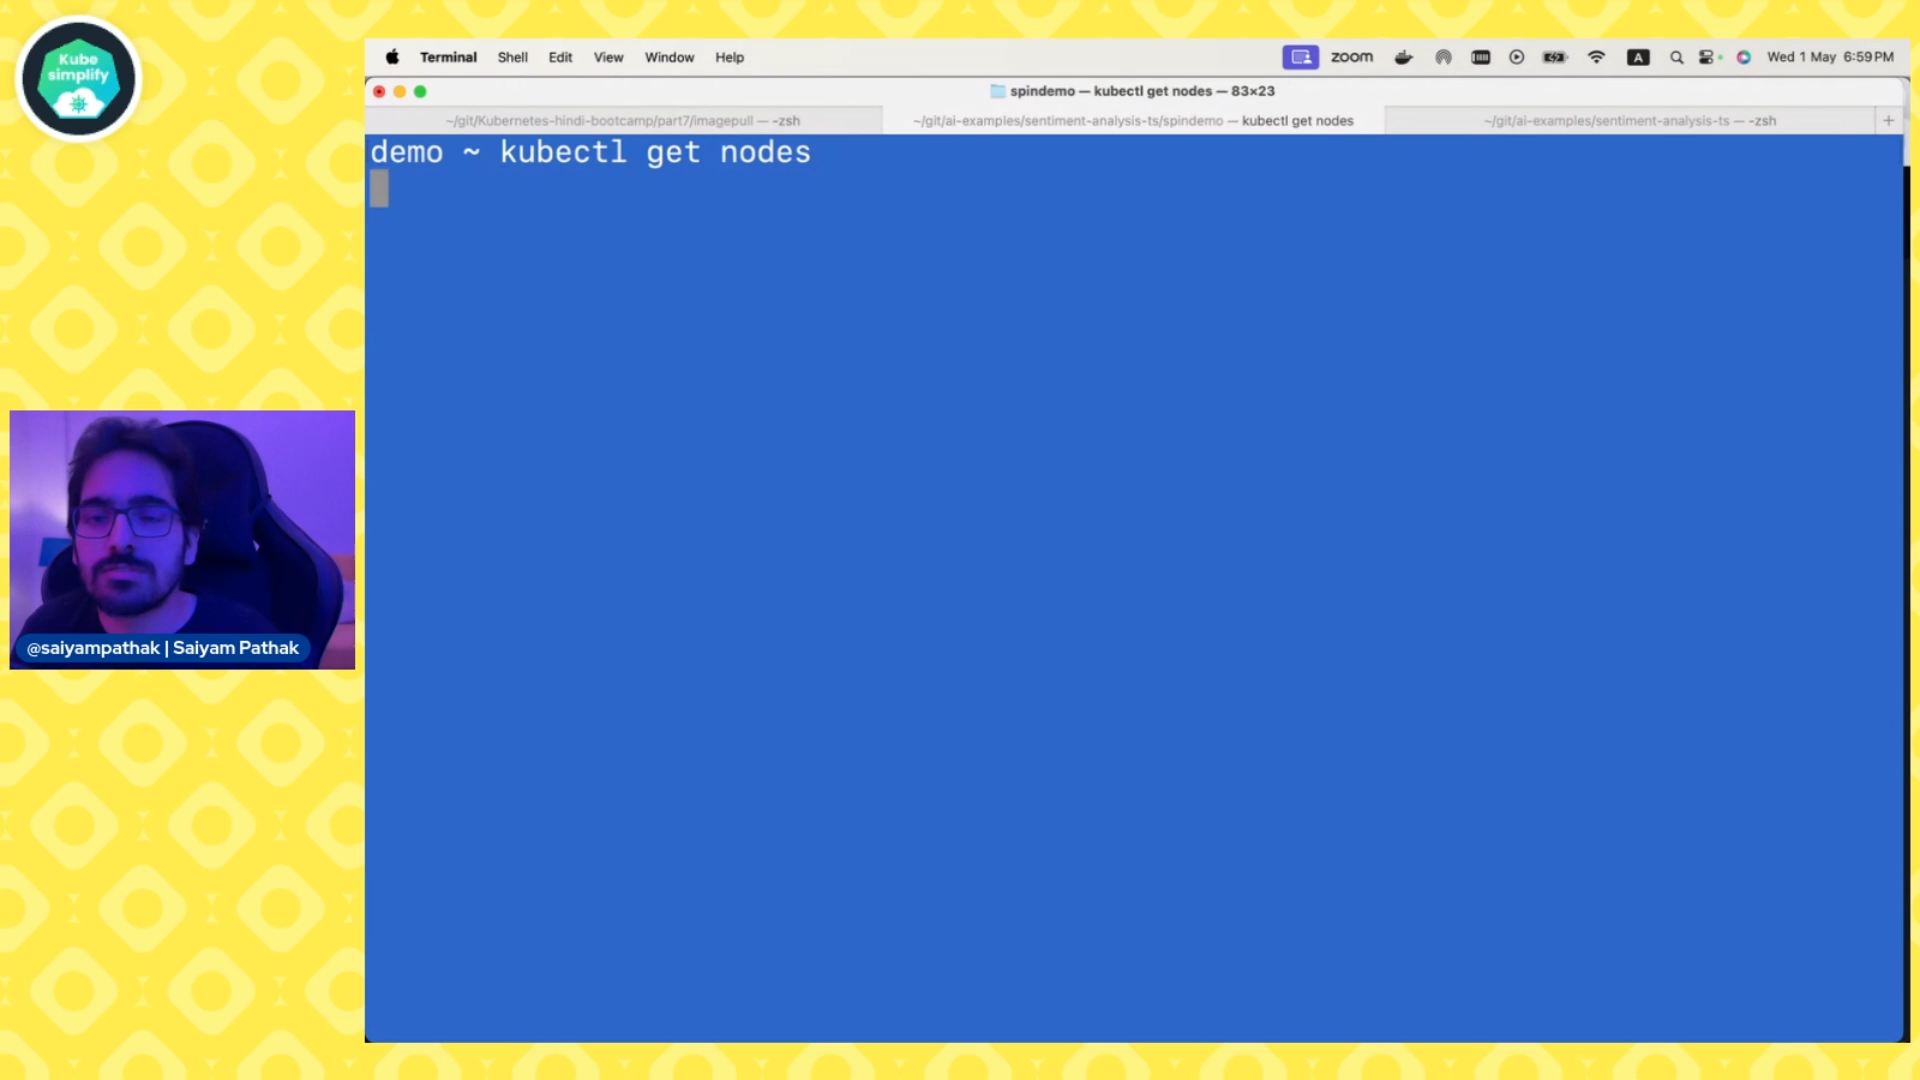 Kube
simplify
Terminal Shell Edit View Window Help
zoom
A
Wed 1 May 6:59 PM
spindemo — kubectl get nodes — 83×23
~/git/Kubernetes-hindi-bootcamp/part7/imagepull — -zsh
~/git/ai-examples/sentiment-analysis-ts/spindemo — kubectl get nodes
~/git/ai-examples/sentiment-analysis-ts — -zsh
+
demo ~ kubectl get nodes
@saiyampathak | Saiyam Pathak